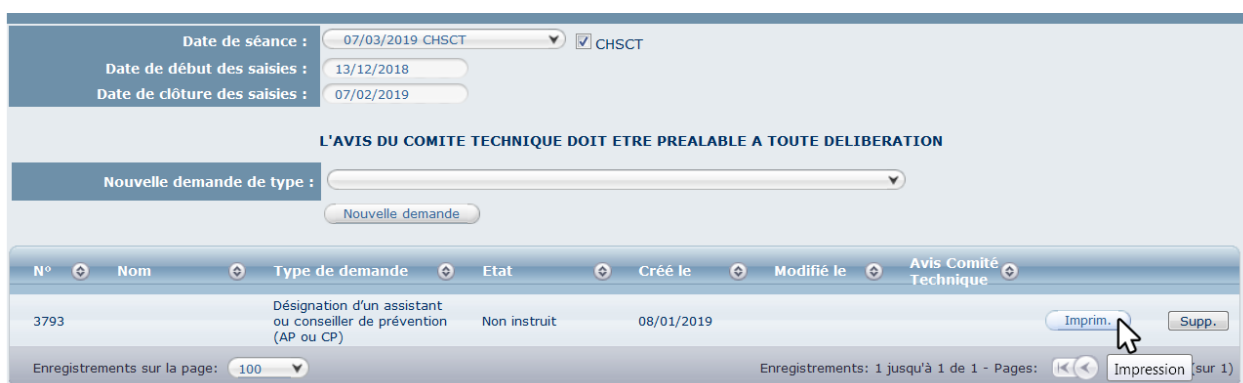 Date de séance : 07/03/2019 CHSCT CHSCT
Date de début des saisies : 13/12/2018
Date de clôture des saisies : 07/02/2019
L'AVIS DU COMITE TECHNIQUE DOIT ETRE PREALABLE A TOUTE DELIBERATION
Nouvelle demande de type :
Nouvelle demande
N° Nom Type de demande Etat Créé le Modifié le Avis Comité
Technique
Désignation d'un assistant
3793 ou conseiller de prévention Non instruit 08/01/2019 Imprim. Supp.
(AP ou CP)
Enregistrements sur la page: 100 Enregistrements: 1 jusqu'à 1 de 1 - Pages: Impression (sur 1)